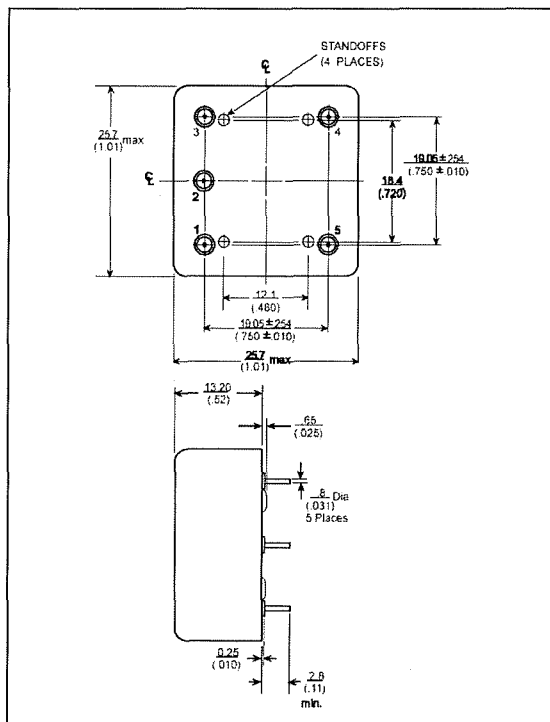 STANDOFFS
(4 PLACES)
℄
3
4
25.7 max
(1.01)
19.05 ± 254
(.750 ± .010)
18.4
(.720)
℄
2
1
5
12.1
(.480)
19.05 ± 254
(.750 ± .010)
25.7 max
(1.01)
13.20
(.52)
.65
(.025)
.8 Dia
(.031)
5 Places
0.25
(.010)
2.8
(.11)
min.